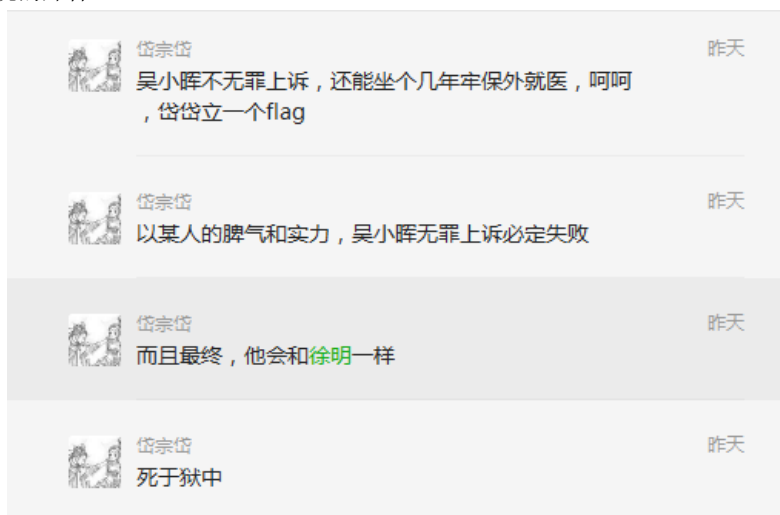 岱宗岱
昨天
吴小晖不无罪上诉，还能坐个几年牢保外就医，呵呵
，岱岱立一个flag
岱宗岱
昨天
以某人的脾气和实力，吴小晖无罪上诉必定失败
岱宗岱
昨天
而且最终，他会和徐明一样
岱宗岱
昨天
死于狱中